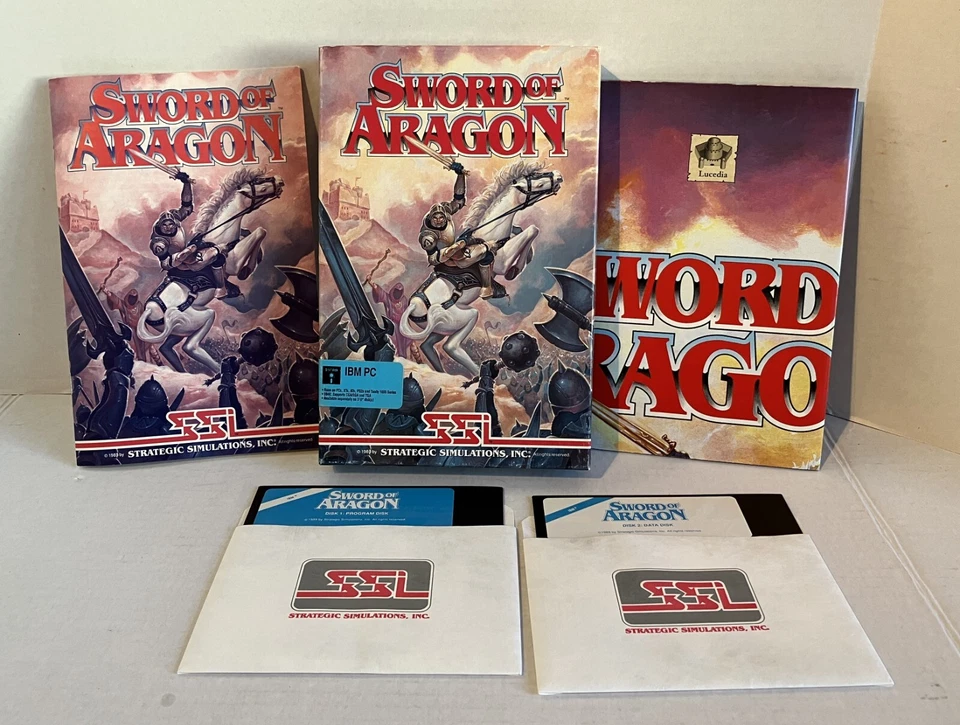 SWORD OF
ARAGON
SSI
© 1989 by STRATEGIC SIMULATIONS, INC. All rights reserved
SWORD OF
ARAGON
IBM PC
SSI
© 1989 by STRATEGIC SIMULATIONS, INC. All rights reserved
Lucedia
WORD
RAGO
SWORD OF
ARAGON
DISK 1: PROGRAM DISK
SSI
STRATEGIC SIMULATIONS, INC.
SWORD OF
ARAGON
DISK 2: DATA DISK
SSI
STRATEGIC SIMULATIONS, INC.